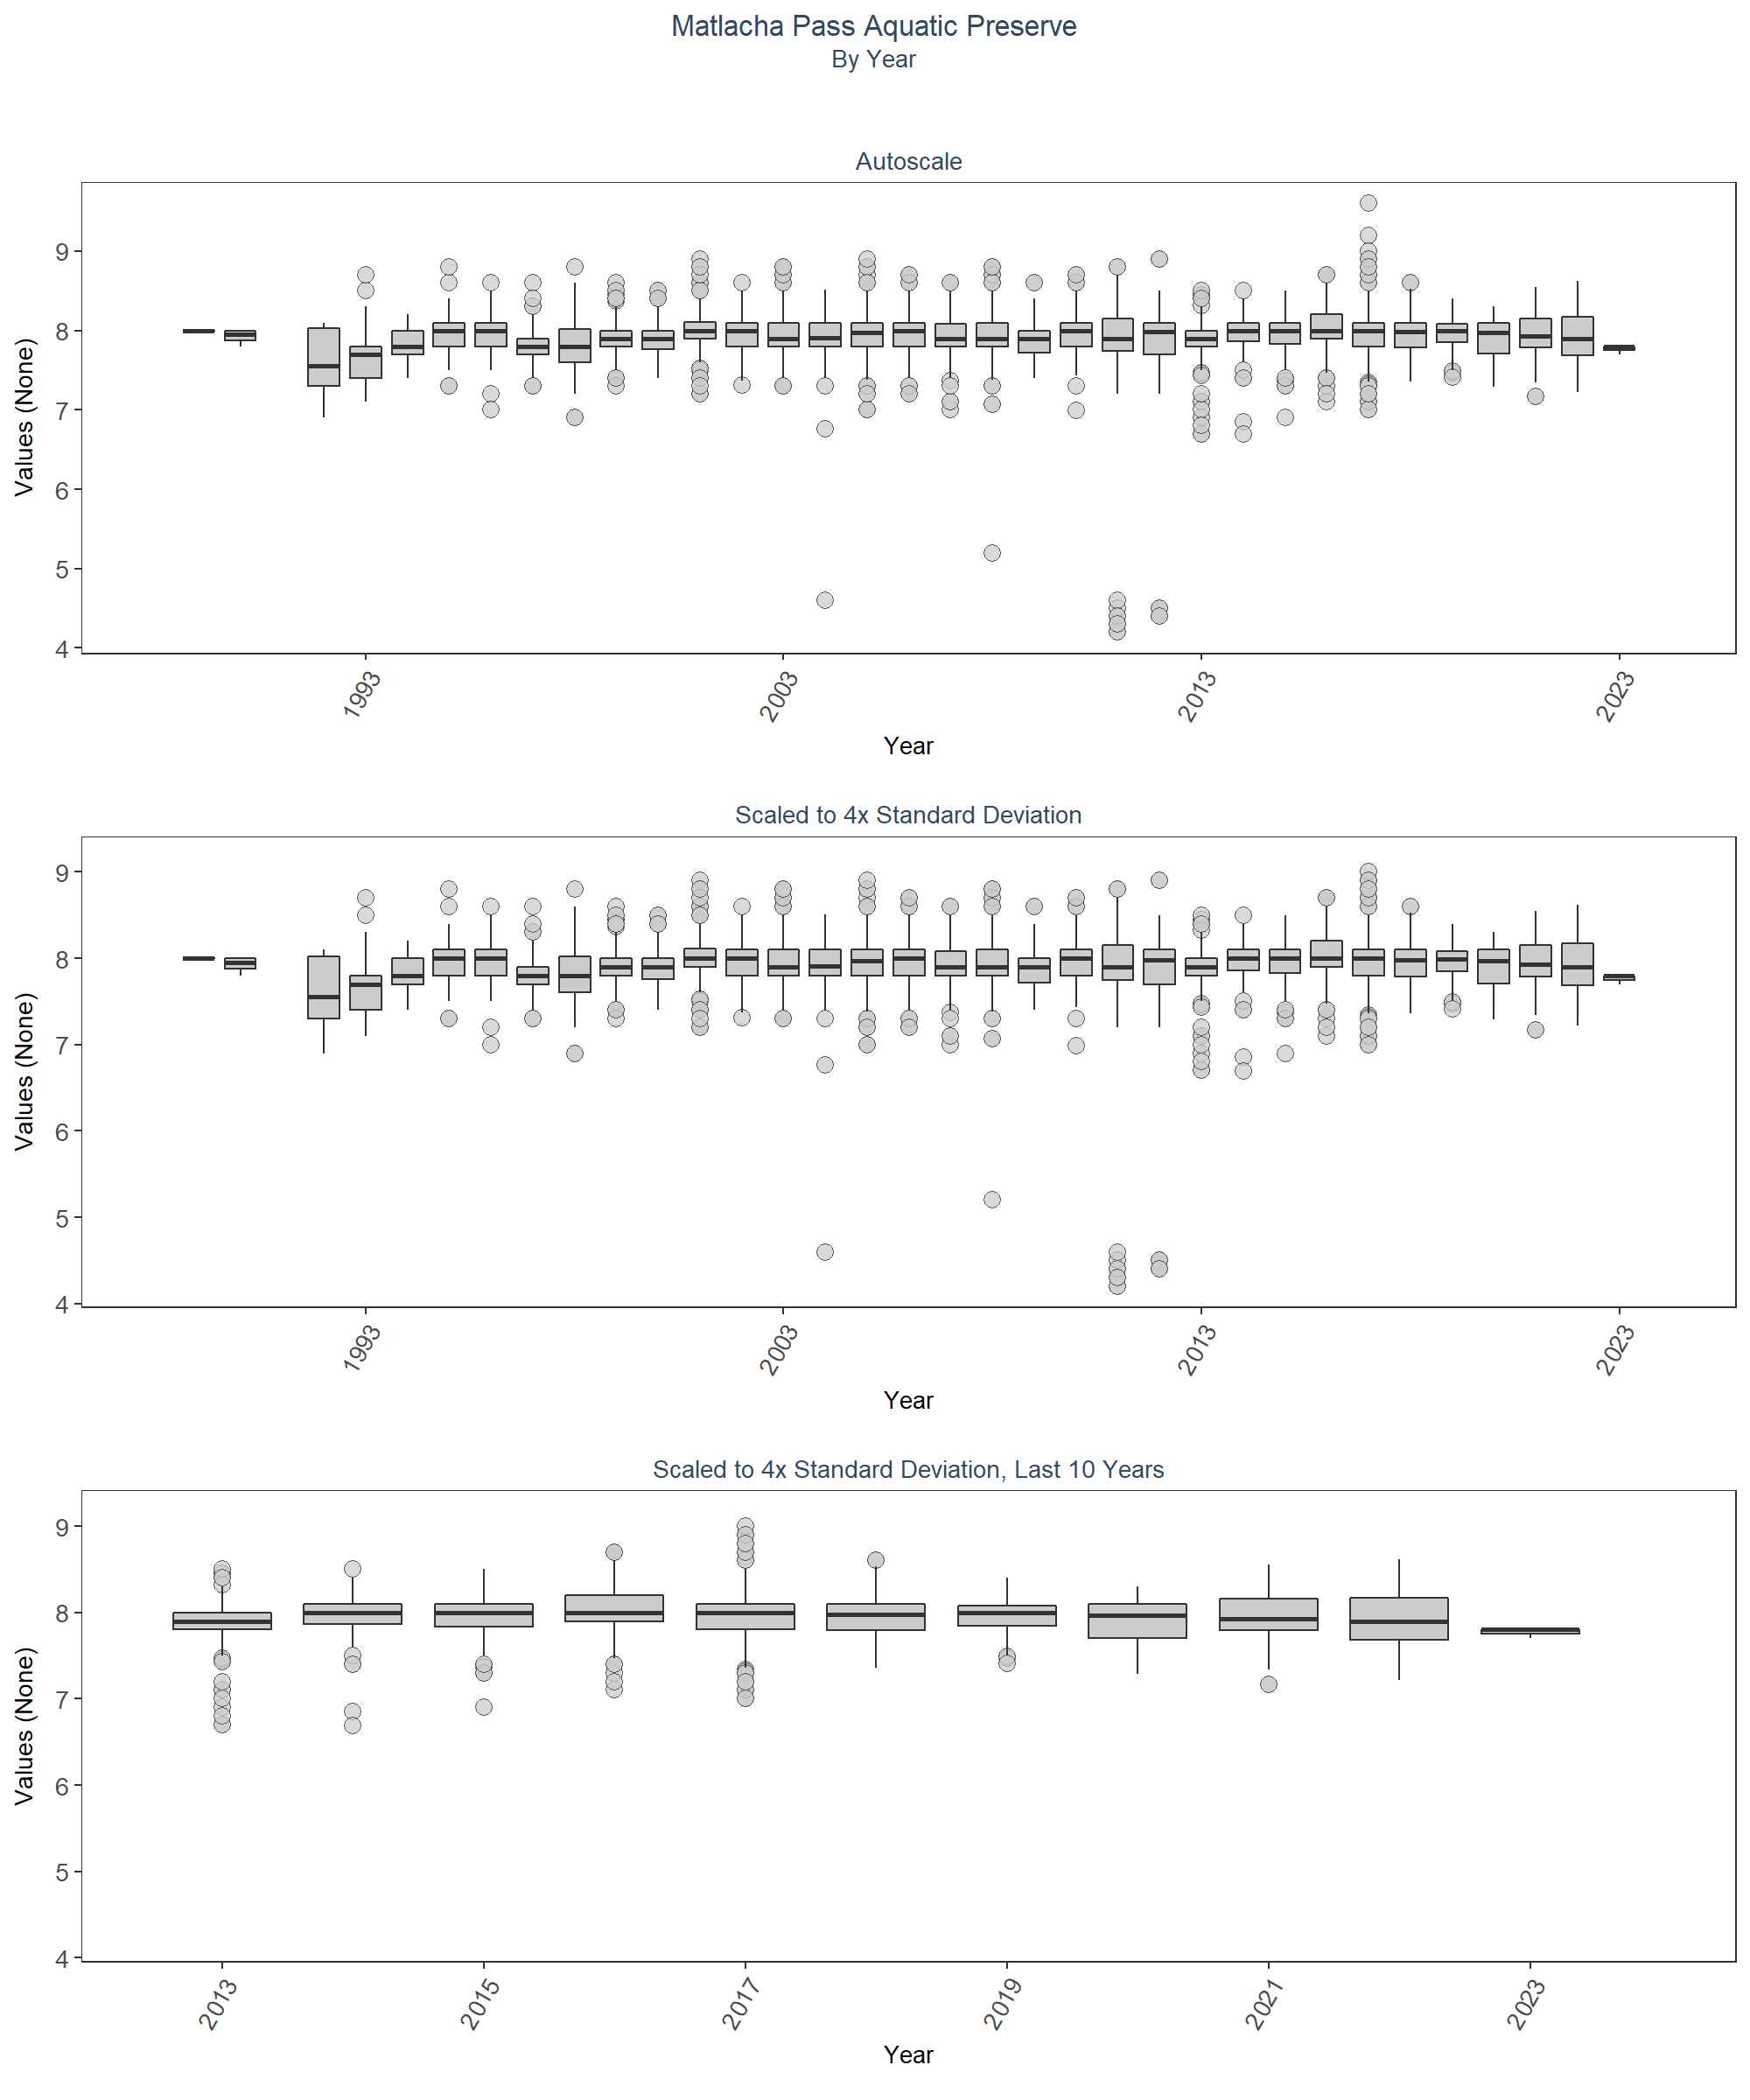 Matlacha Pass Aquatic Preserve
By Year
Autoscale
Values (None)
9
8
7
6
5
4
1993
2003
2013
2023
Year
Scaled to 4x Standard Deviation
Values (None)
9
8
7
6
5
4
1993
2003
2013
2023
Year
Scaled to 4x Standard Deviation, Last 10 Years
Values (None)
9
8
7
6
5
4
2013
2015
2017
2019
2021
2023
Year